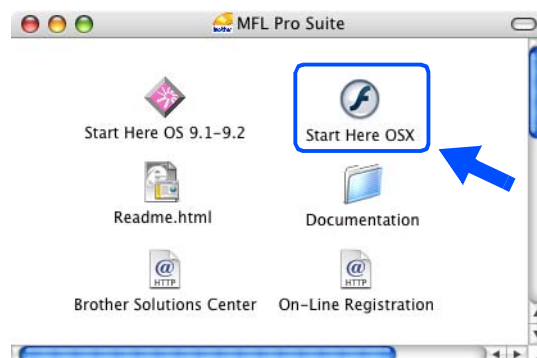 MFL Pro Suite
Start Here OS 9.1-9.2
Start Here OSX
Readme.html
Documentation
@
HTTP
@
HTTP
Brother Solutions Center
On-Line Registration